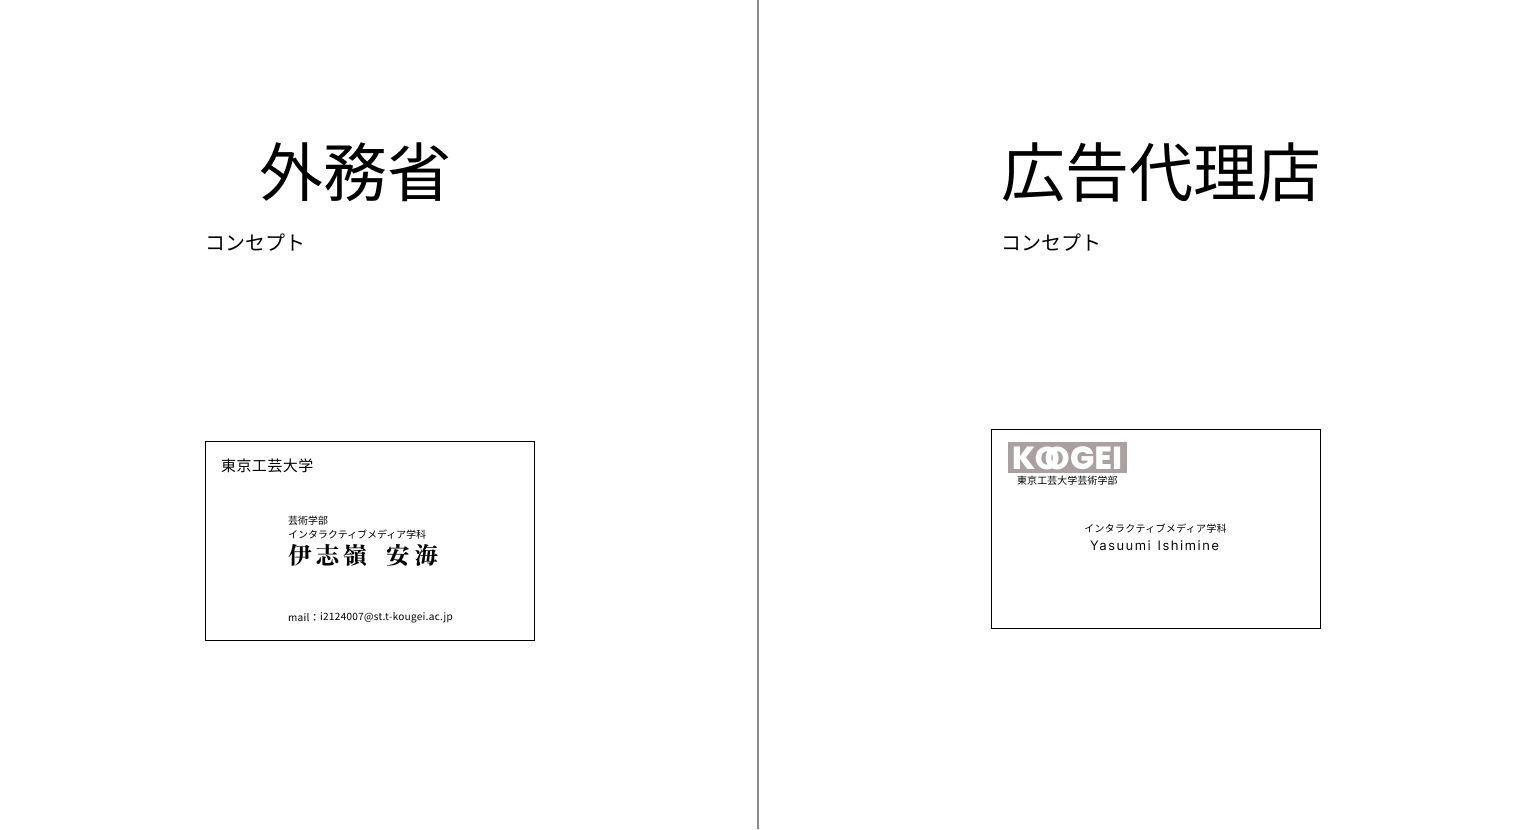 外務省
コンセプト
東京工芸大学
芸術学部
インタラクティブメディア学科
伊志嶺 安海
mail：i2124007@st.t-kougei.ac.jp
広告代理店
コンセプト
KOOGEI
東京工芸大学芸術学部
インタラクティブメディア学科
Yasuumi Ishimine